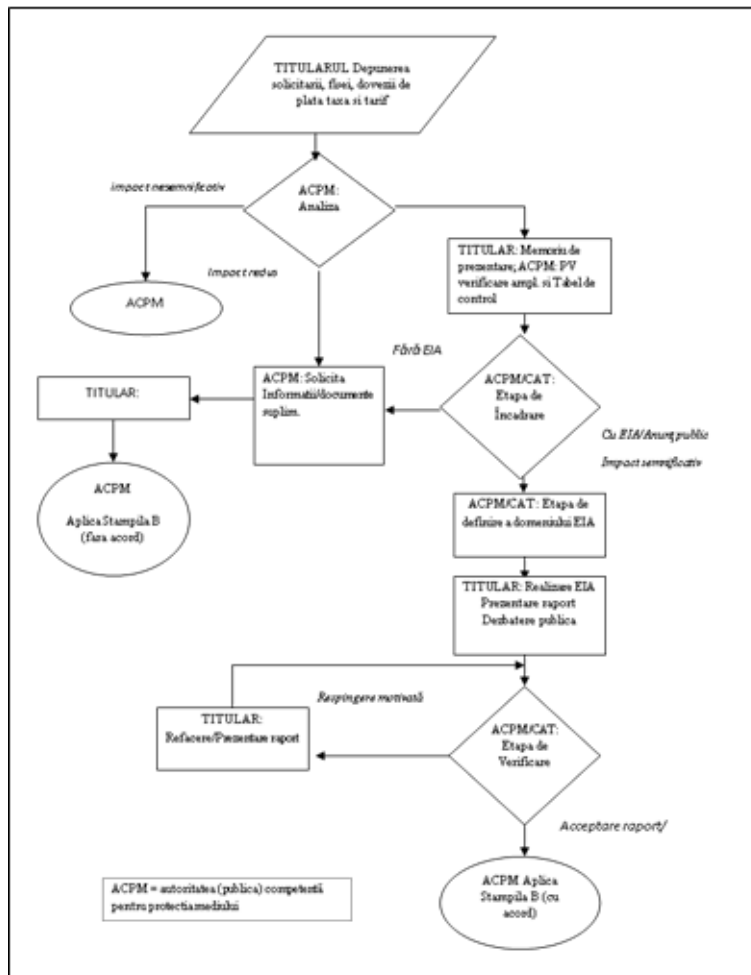 TITULARUL Depunerea
solicitarii, fisei, dovezii de
plata taxa si tarif
impact nesemnificativ
ACPM:
Analiza
ACPM
Impact redus
TITULAR: Memoriu de
prezentare; ACPM: PV
verificare ampl. si Tabel de
control
Fără EIA
ACPM: Solicita
Informatii/documente
suplim.
TITULAR:
ACPM/CAT:
Etapa de
Incadrare
Cu EIA/Anunţ public
Impact semnificativ
ACPM
Aplica Stampila B
(faza acord)
ACPM/CAT: Etapa de
definire a domeniului EIA
TITULAR: Realizare EIA
Prezentare raport
Dezbatere publica
Respingere motivată
TITULAR:
Refacere/Prezentare raport
ACPM/CAT:
Etapa de
Verificare
Acceptare raport/
ACPM Aplica
Stampila B (cu
acord)
ACPM = autoritatea (publica) competentă
pentru protectia mediului